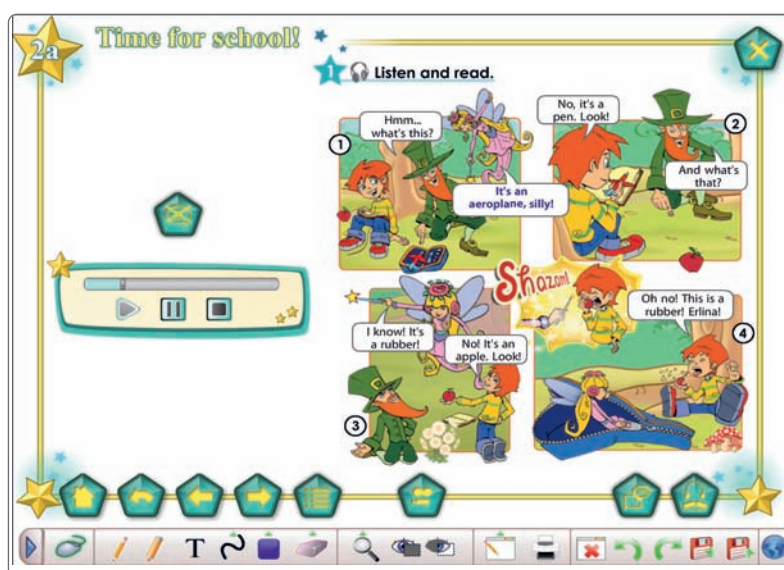 2a
Time for school!
1 Listen and read.
1
Hmm...
what's this?
It's an
aeroplane, silly!
No, it's a
pen. Look!
2
And what's
that?
Shazam!
I know! It's
a rubber!
No! It's an
apple. Look!
3
Oh no! This is a
rubber! Erlina!
4
T